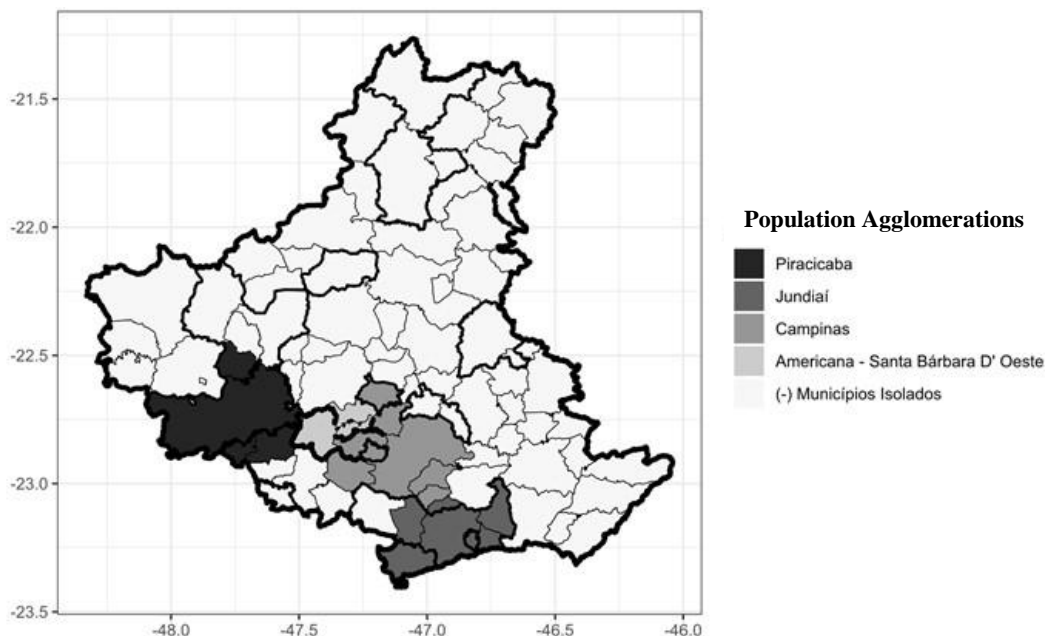 -21.5
-22.0
-22.5
-23.0
-23.5
-48.0
-47.5
-47.0
-46.5
-46.0
Population Agglomerations
Piracicaba
Jundiaí
Campinas
Americana - Santa Bárbara D' Oeste
(-) Municípios Isolados